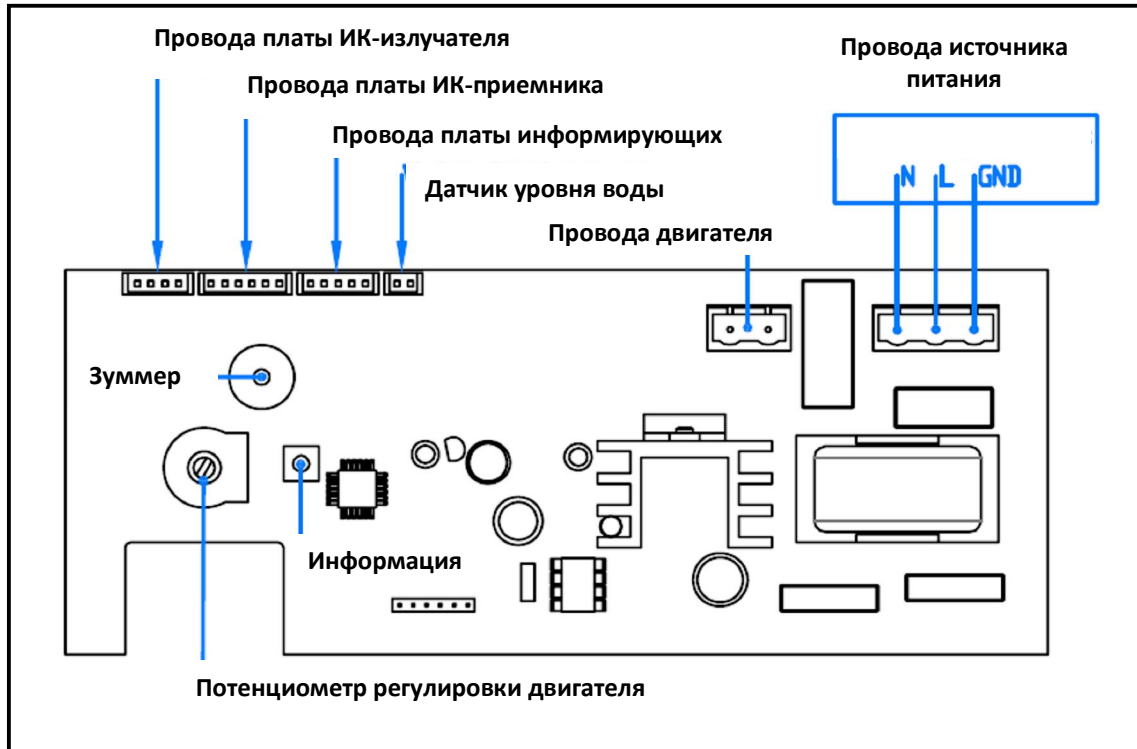 Провода платы ИК-излучателя
Провода источника
питания
Провода платы ИК-приемника
Провода платы информирующих
Датчик уровня воды
N L GND
Провода двигателя
Зуммер
Информация
Потенциометр регулировки двигателя